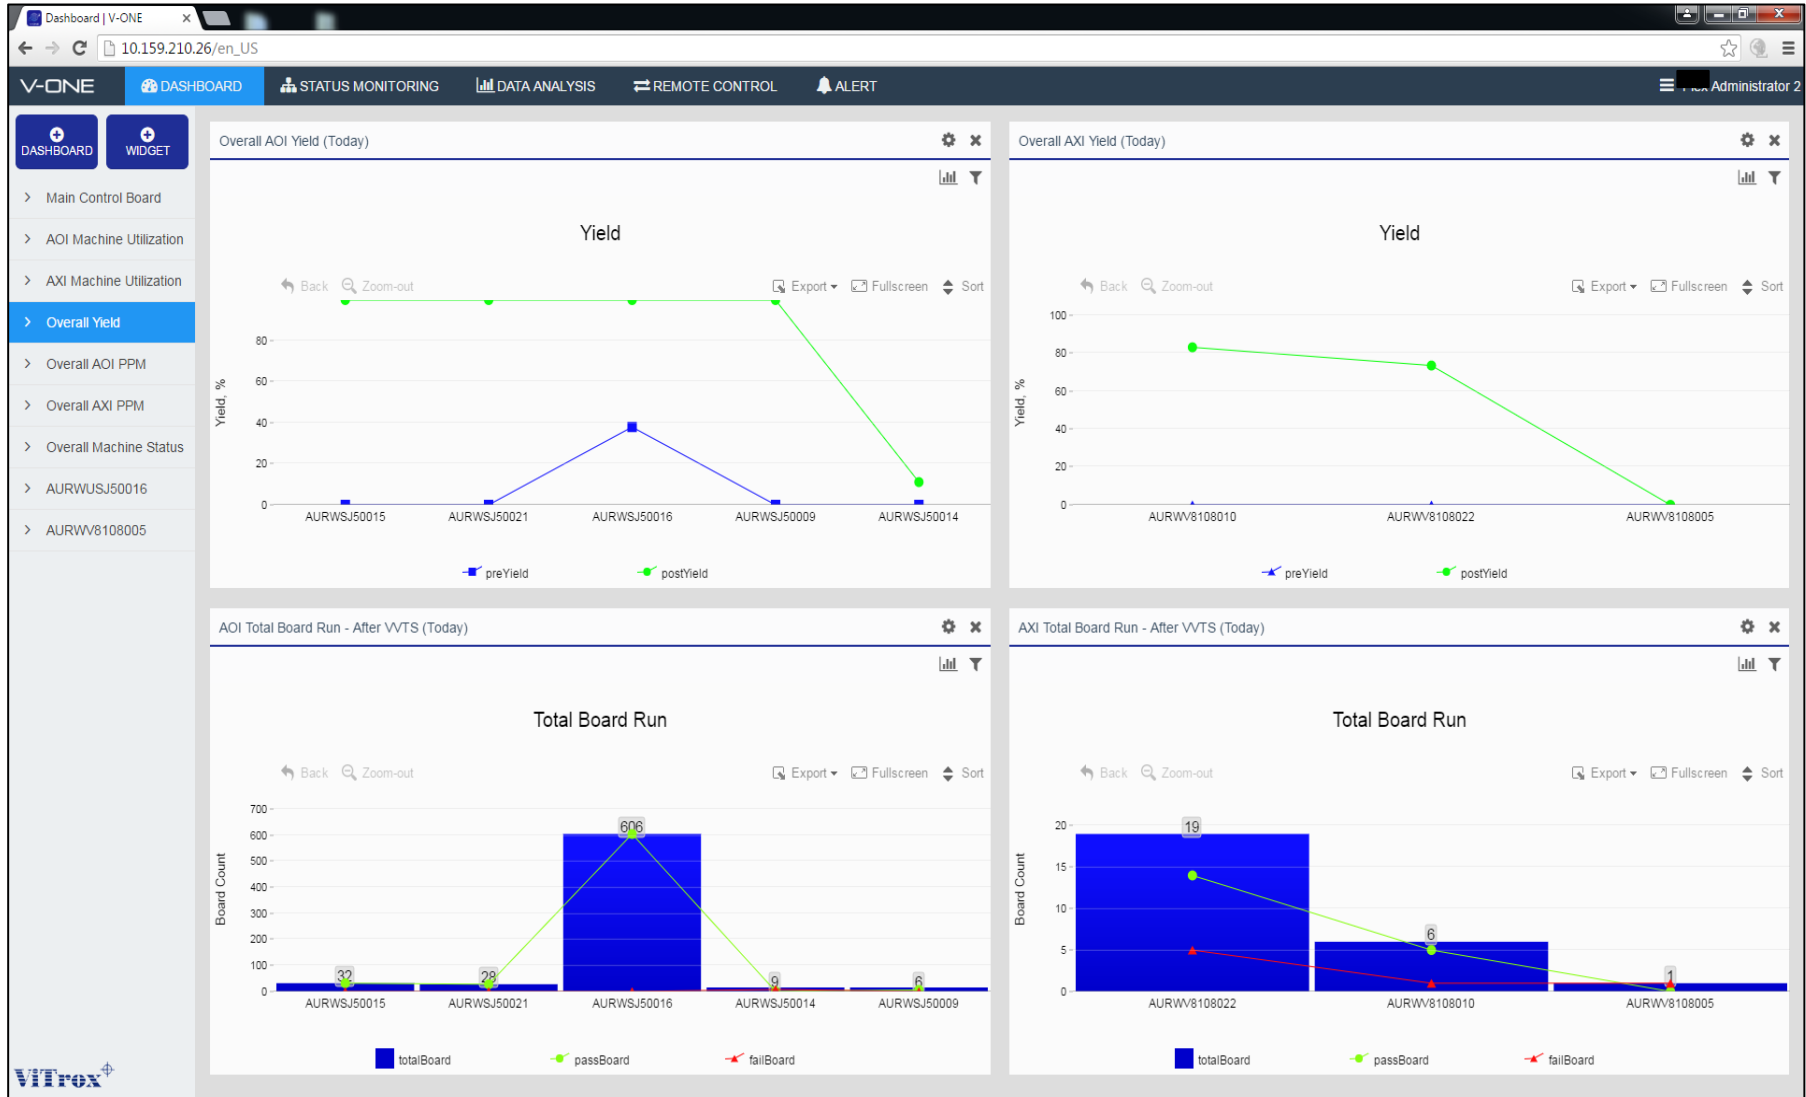 Dashboard | V-ONE
10.159.210.26/en_US
V-ONE DASHBOARD STATUS MONITORING DATA ANALYSIS REMOTE CONTROL ALERT Administrator 2
DASHBOARD
WIDGET
Main Control Board
AOI Machine Utilization
AXI Machine Utilization
Overall Yield
Overall AOI PPM
Overall AXI PPM
Overall Machine Status
AURWUSJ50016
AURWV8108005
ViTrox
Overall AOI Yield (Today)
Yield
Back Zoom-out Export Fullscreen Sort
80
60
40
20
0
Yield, %
AURWSJ50015 AURWSJ50021 AURWSJ50016 AURWSJ50009 AURWSJ50014
preYield postYield
Overall AXI Yield (Today)
Yield
Back Zoom-out Export Fullscreen Sort
100
80
60
40
20
0
Yield, %
AURWV8108010 AURWV8108022 AURWV8108005
preYield postYield
AOI Total Board Run - After VVTS (Today)
Total Board Run
Back Zoom-out Export Fullscreen Sort
700
600
500
400
300
200
100
0
Board Count
32 28 606 9 6
AURWSJ50015 AURWSJ50021 AURWSJ50016 AURWSJ50014 AURWSJ50009
totalBoard passBoard failBoard
AXI Total Board Run - After VVTS (Today)
Total Board Run
Back Zoom-out Export Fullscreen Sort
20
15
10
5
0
Board Count
19 6 1
AURWV8108022 AURWV8108010 AURWV8108005
totalBoard passBoard failBoard